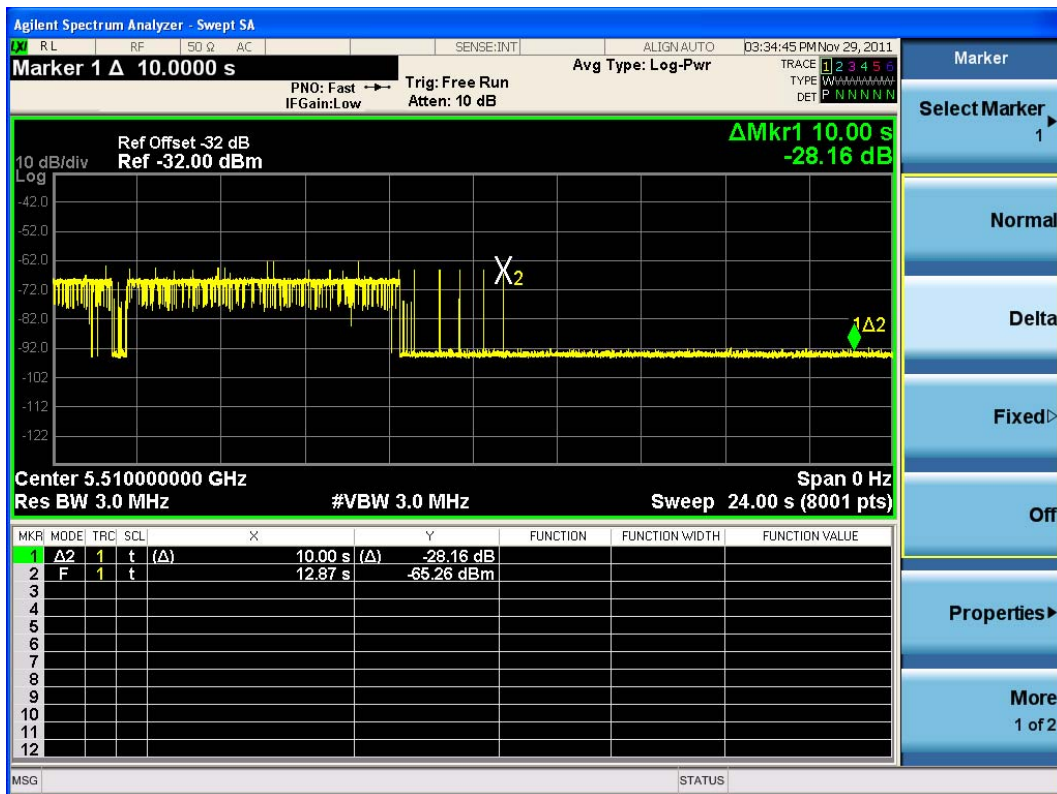 Agilent Spectrum Analyzer - Swept SA
LXI RL RF 50 Ω AC SENSE:INT ALIGN AUTO 03:34:45 PM Nov 29, 2011
Marker 1 Δ 10.0000 s
PNO: Fast
IFGain:Low
Trig: Free Run
Atten: 10 dB
Avg Type: Log-Pwr
TRACE 1 2 3 4 5 6
TYPE WWWWWW
DET P N N N N N
ΔMkr1 10.00 s
-28.16 dB
Ref Offset -32 dB
10 dB/div Ref -32.00 dBm
Log
-42.0
-52.0
-62.0
-72.0
-82.0
-92.0
-102
-112
-122
2
1Δ2
Center 5.510000000 GHz Span 0 Hz
Res BW 3.0 MHz #VBW 3.0 MHz Sweep 24.00 s (8001 pts)
MKR MODE TRC SCL X Y FUNCTION FUNCTION WIDTH FUNCTION VALUE
1 Δ2 1 t (Δ) 10.00 s (Δ) -28.16 dB
2 F 1 t 12.87 s -65.26 dBm
3
4
5
6
7
8
9
10
11
12
MSG STATUS
Marker
Select Marker
1
Normal
Delta
Fixed
Off
Properties
More
1 of 2